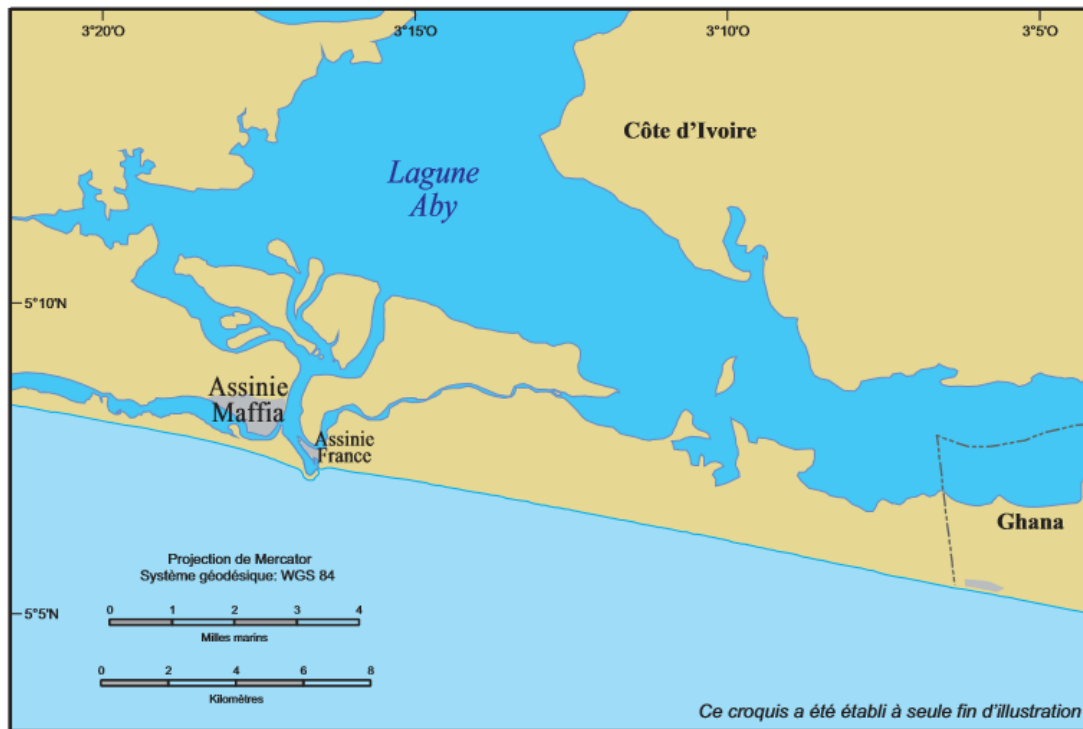 3°20'O
3°15'O
3°10'O
3°5'O
Côte d'Ivoire
Lagune
Aby
5°10'N
Assinie
Maffia
Assinie
France
Ghana
Projection de Mercator
Système géodésique: WGS 84
5°5'N
0 1 2 3 4
Milles marins
0 2 4 6 8
Kilomètres
Ce croquis a été établi à seule fin d'illustration